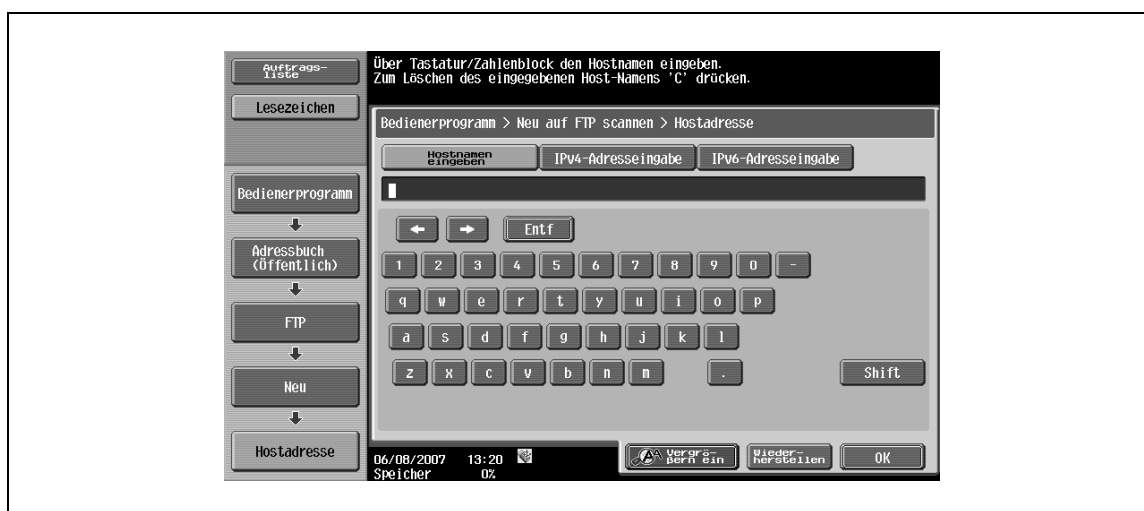 Auftrags-
liste
Lesezeichen
Bedienerprogramm
Adressbuch
(Öffentlich)
FTP
Neu
Hostadresse
Über Tastatur/Zahlenblock den Hostnamen eingeben.
Zum Löschen des eingegebenen Host-Namens 'C' drücken.
Bedienerprogramm > Neu auf FTP scannen > Hostadresse
Hostnamen
eingeben
IPv4-Adresseingabe
IPv6-Adresseingabe
Entf
1 2 3 4 5 6 7 8 9 0 -
q w e r t y u i o p
a s d f g h j k l
z x c v b n m . Shift
06/08/2007 13:20
Speicher 0%
Vergrö-
ßern ein
Wieder-
herstellen
OK